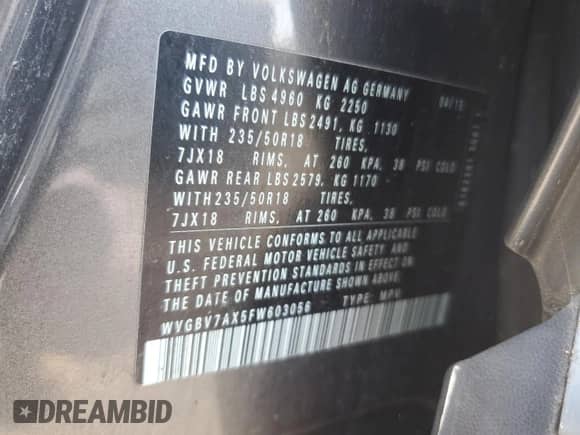 MFD BY VOLKSWAGEN AG GERMANY
GVWR LBS 4960 KG 2250
GAWR FRONT LBS 2491, KG 1130
WITH 235/50R18 TIRES,
7JX18 RIMS, AT 260 KPA, 38 PSI COLD
GAWR REAR LBS 2579. KG 1170
WITH 235/50R18 TIRES,
7JX18 RIMS, AT 260 KPA, 38 PSI COLD
THIS VEHICLE CONFORMS TO ALL APPLICABLE
U.S. FEDERAL MOTOR VEHICLE SAFETY AND
THEFT PREVENTION STANDARDS IN EFFECT ON
THE DATE OF MANUFACTURE SHOWN ABOVE.
WVGBV7AX5FW603056 TYPE: MPV
DREAMBID